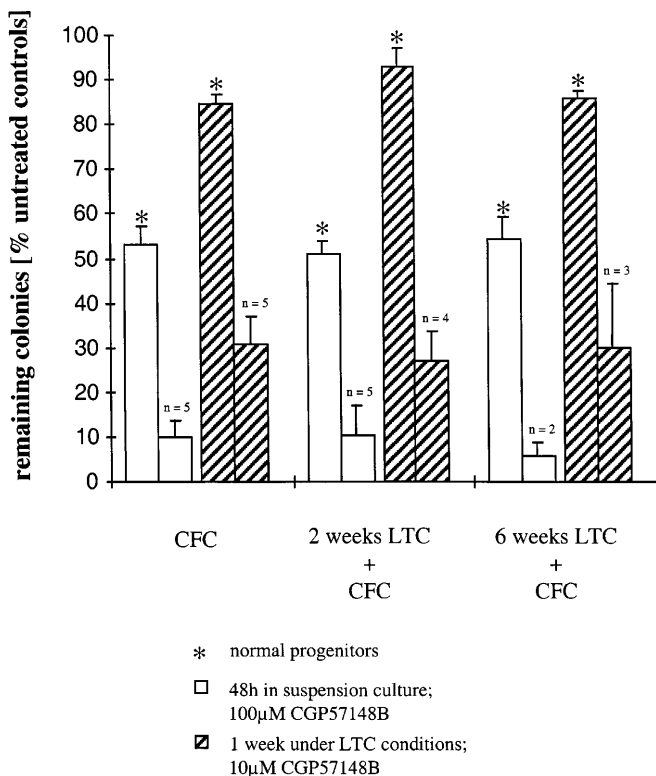 remaining colonies [% untreated controls]
100
90
80
70
60
50
40
30
20
10
0
*
n = 5
*
n = 5
*
n = 5
*
n = 4
*
n = 2
*
n = 3
CFC
2 weeks LTC
+
CFC
6 weeks LTC
+
CFC
* normal progenitors
48h in suspension culture;
100µM CGP57148B
1 week under LTC conditions;
10µM CGP57148B